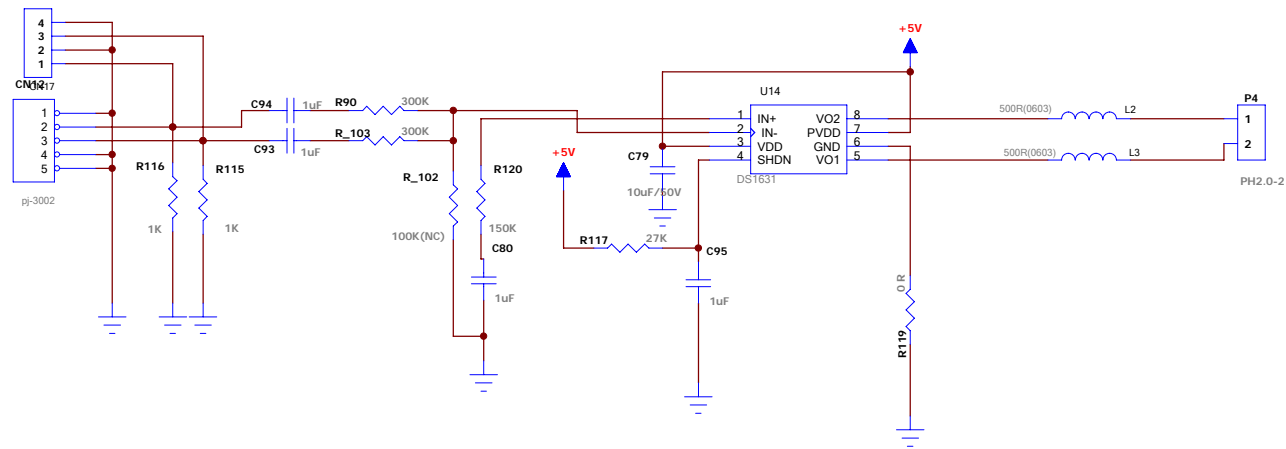 4
3
2
1
CN12
CN17
1
2
3
4
5
pj-3002
R116
1K
R115
1K
C94
1uF
R90
300K
C93
1uF
R_103
300K
R_102
100K(NC)
R120
150K
C80
1uF
+5V
R117
27K
C95
1uF
C79
10uF/50V
+5V
U14
1 IN+ VO2 8
2 IN- PVDD 7
3 VDD GND 6
4 SHDN VO1 5
DS1631
0 R
R119
500R(0603) L2
500R(0603) L3
P4
1
2
PH2.0-2